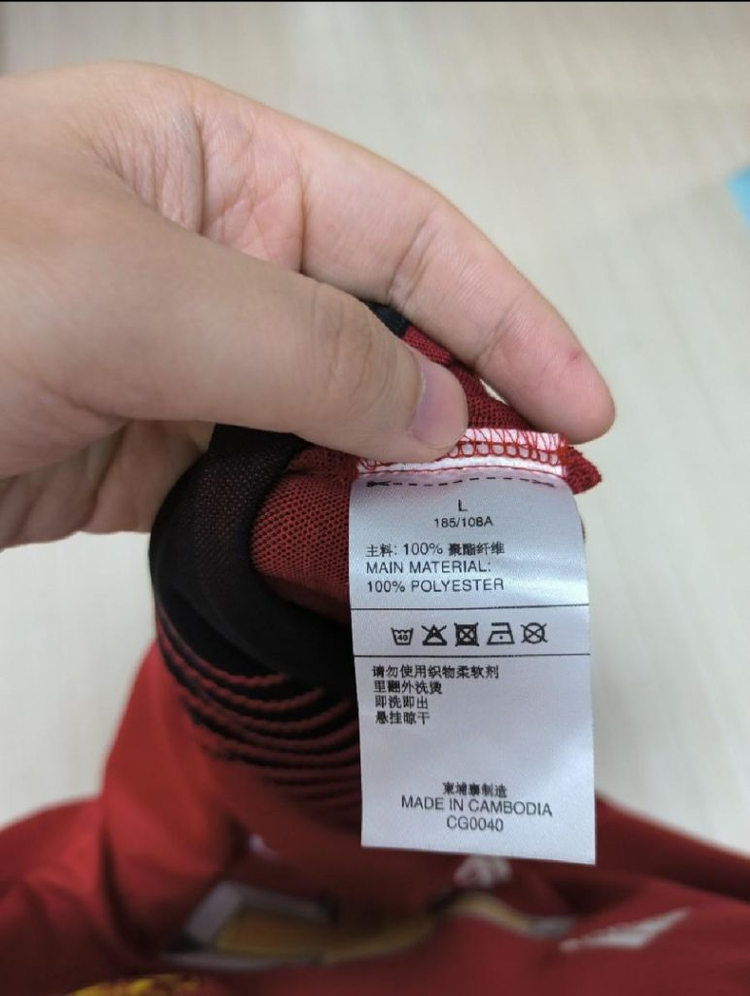 L
185/108A
主料: 100% 聚酯纤维
MAIN MATERIAL:
100% POLYESTER
40
请勿使用织物柔软剂
里翻外洗烫
即洗即出
悬挂晾干
柬埔寨制造
MADE IN CAMBODIA
CG0040